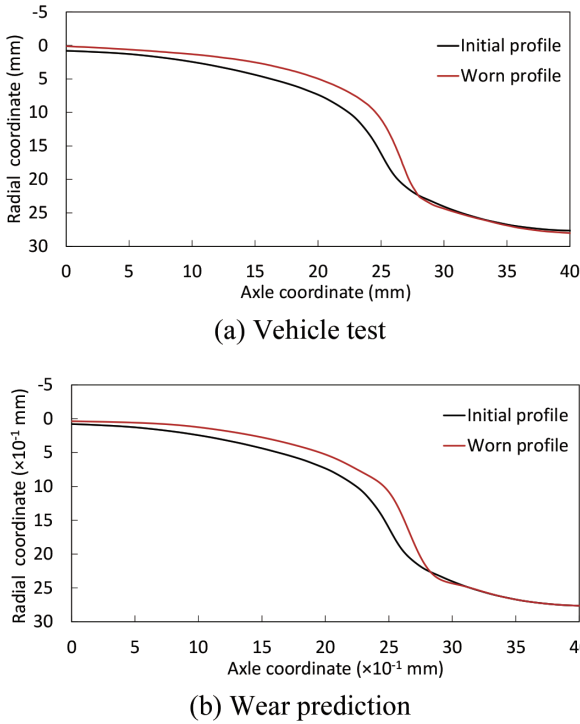 -5
0
5
10
15
20
25
30
Radial coordinate (mm)
Initial profile
Worn profile
0 5 10 15 20 25 30 35 40
Axle coordinate (mm)
(a) Vehicle test
-5
0
5
10
15
20
25
30
Radial coordinate (×10⁻¹ mm)
Initial profile
Worn profile
0 5 10 15 20 25 30 35 40
Axle coordinate (×10⁻¹ mm)
(b) Wear prediction